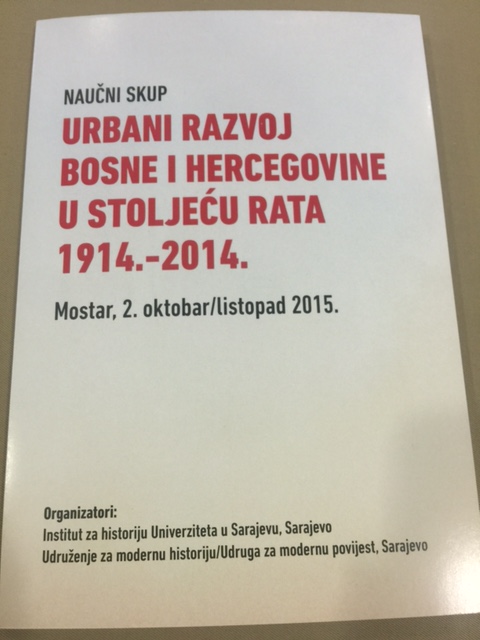 NAUČNI SKUP
URBANI RAZVOJ
BOSNE I HERCEGOVINE
U STOLJEĆU RATA
1914.-2014.
Mostar, 2. oktobar/listopad 2015.
Organizatori:
Institut za historiju Univerziteta u Sarajevu, Sarajevo
Udruženje za modernu historiju/Udruga za modernu povijest, Sarajevo